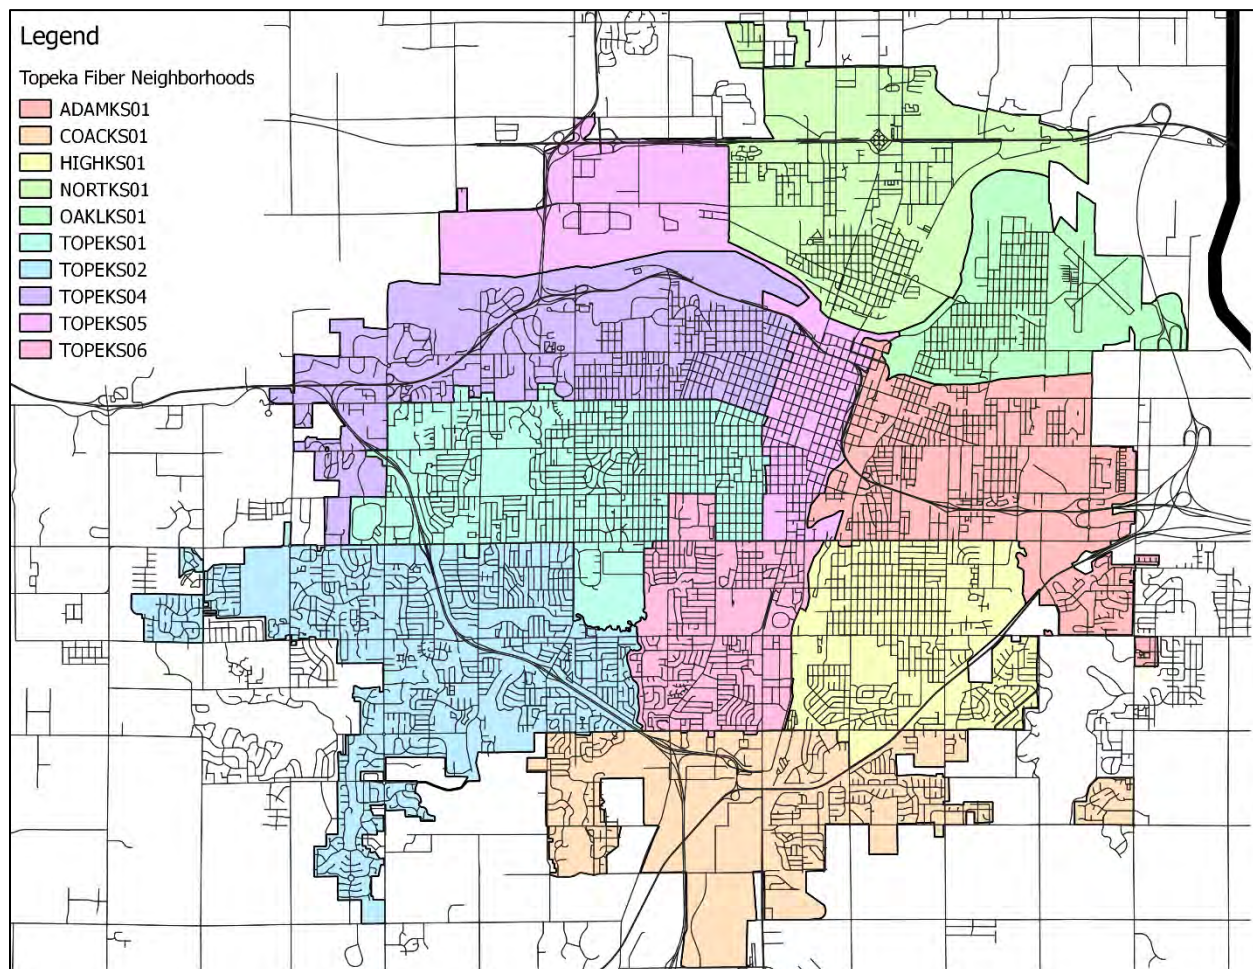 Legend
Topeka Fiber Neighborhoods
ADAMKS01
COACKS01
HIGHKS01
NORTKS01
OAKLKS01
TOPEKS01
TOPEKS02
TOPEKS04
TOPEKS05
TOPEKS06